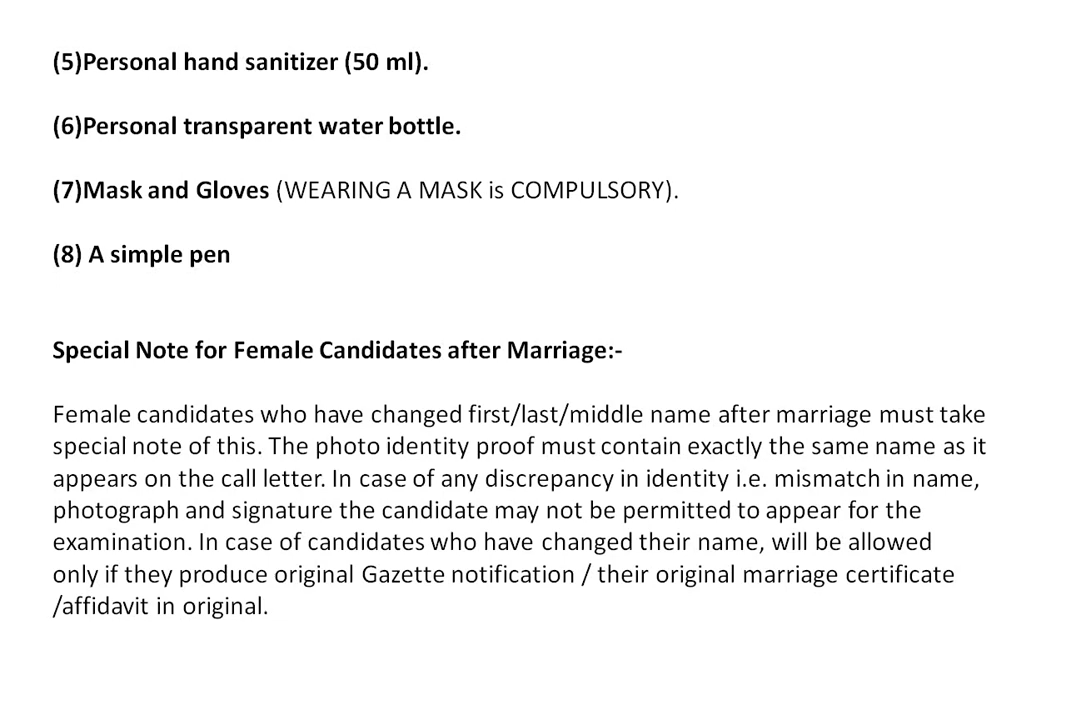 (5)Personal hand sanitizer (50 ml).
(6)Personal transparent water bottle.
(7)Mask and Gloves (WEARING A MASK is COMPULSORY).
(8) A simple pen
Special Note for Female Candidates after Marriage:-
Female candidates who have changed first/last/middle name after marriage must take
special note of this. The photo identity proof must contain exactly the same name as it
appears on the call letter. In case of any discrepancy in identity i.e. mismatch in name,
photograph and signature the candidate may not be permitted to appear for the
examination. In case of candidates who have changed their name, will be allowed
only if they produce original Gazette notification / their original marriage certificate
/affidavit in original.